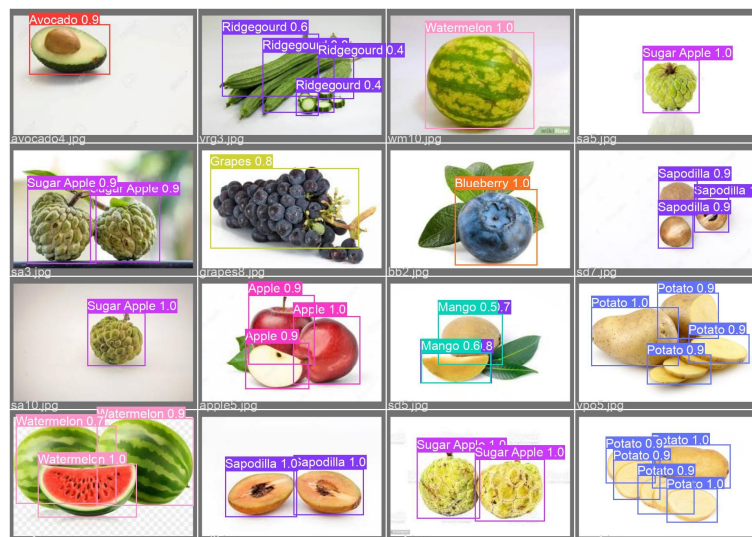 Avocado 0.9
avocado4.jpg
Ridgegourd 0.6
Ridgegourd
Ridgegourd 0.4
Ridgegourd 0.4
vrg3.jpg
Watermelon 1.0
wikiHow
wm10.jpg
Sugar Apple 1.0
sa5.jpg
Sugar Apple 0.9
Sugar Apple 0.9
sa3.jpg
Grapes 0.8
grapes8.jpg
Blueberry 1.0
bb2.jpg
Sapodilla 0.9
Sapodilla
Sapodilla 0.9
sd7.jpg
Sugar Apple 1.0
sa10.jpg
Apple 0.9
Apple 1.0
Apple 0.9
apple5.jpg
Mango 0.5
0.7
Mango 0.6
0.8
sd5.jpg
Potato 0.9
Potato 1.0
Potato 0.9
Potato 0.9
vpo5.jpg
Watermelon 0.7
Watermelon 0.9
Watermelon 1.0
Sapodilla 1.0
Sapodilla 1.0
Sugar Apple 1.0
Sugar Apple 1.0
Potato 0.9
Potato 1.0
Potato 0.9
Potato 0.9
Potato 1.0